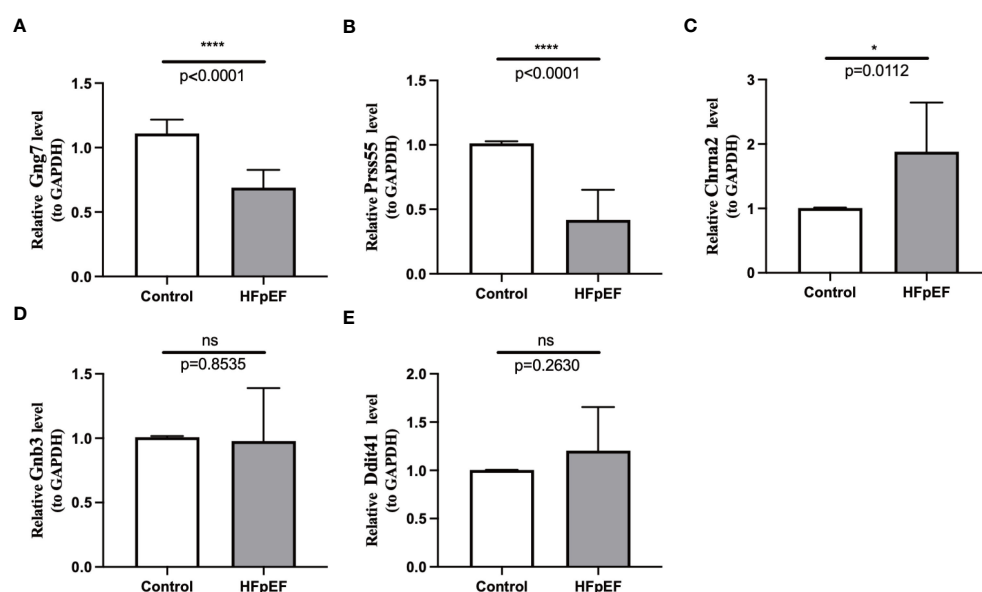 A
****
p<0.0001
Relative Gng7 level
(to GAPDH)
1.5
1.0
0.5
0.0
Control
HFpEF
B
****
p<0.0001
Relative Prss55 level
(to GAPDH)
1.5
1.0
0.5
0.0
Control
HFpEF
C
*
p=0.0112
Relative Chrna2 level
(to GAPDH)
3
2
1
0
Control
HFpEF
D
ns
p=0.8535
Relative Gnb3 level
(to GAPDH)
1.5
1.0
0.5
0.0
Control
HFpEF
E
ns
p=0.2630
Relative Ddit41 level
(to GAPDH)
2.0
1.5
1.0
0.5
0.0
Control
HFpEF